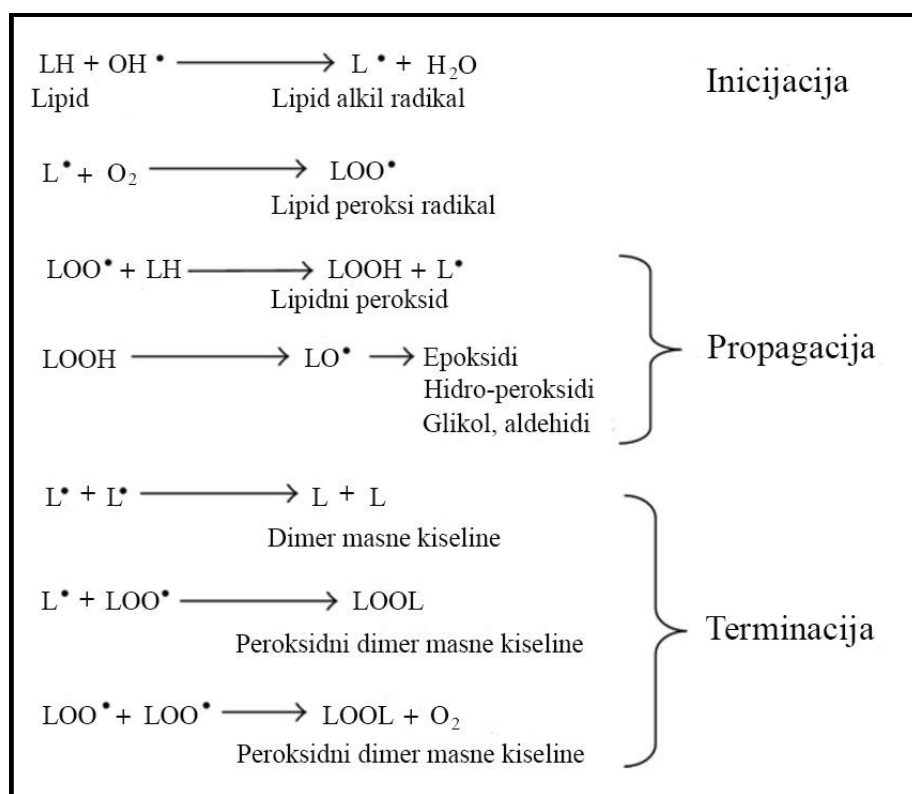 LH + OH • ⟶ L • + H₂O
Inicijacija
Lipid Lipid alkil radikal
L • + O₂ ⟶ LOO •
Lipid peroksi radikal
LOO • + LH ⟶ LOOH + L •
Lipidni peroksid
LOOH ⟶ LO • ⟶ Epoksidi
Hidro-peroksidi
Glikol, aldehidi
Propagacija
L • + L • ⟶ L + L
Dimer masne kiseline
L • + LOO • ⟶ LOOL
Peroksidni dimer masne kiseline
Terminacija
LOO • + LOO • ⟶ LOOL + O₂
Peroksidni dimer masne kiseline